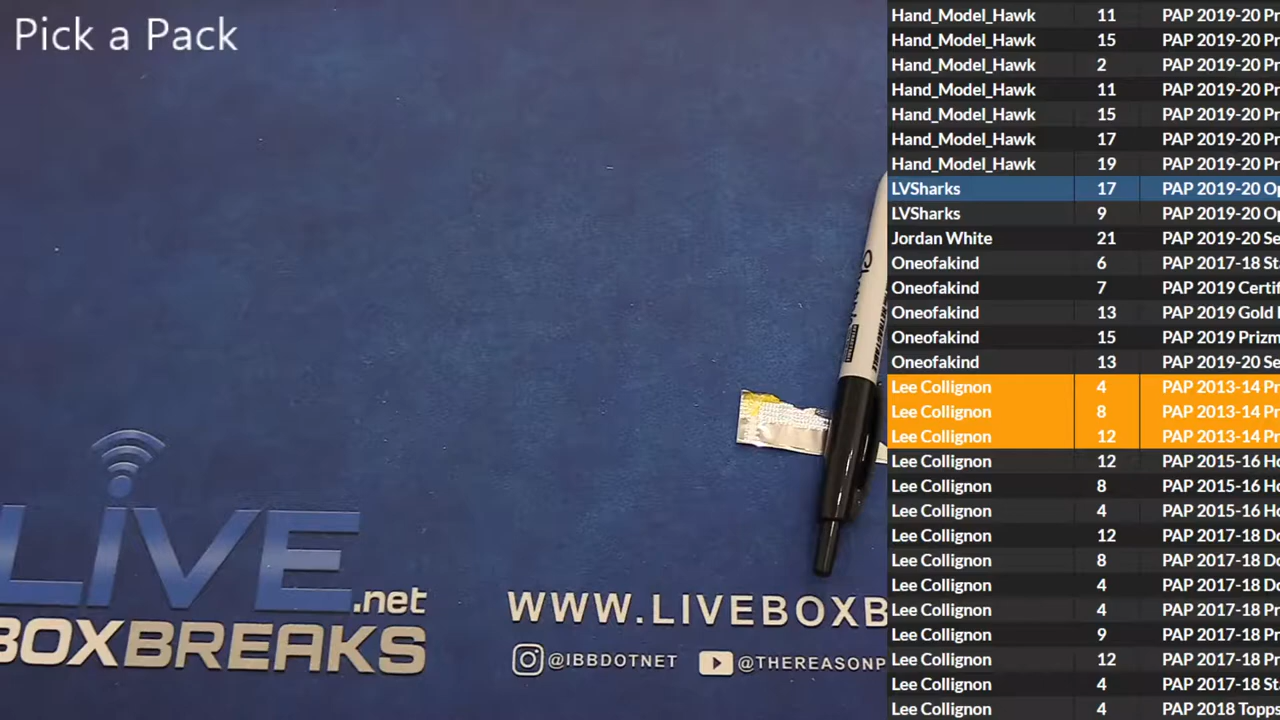 Pick a Pack
Hand_Model_Hawk 11 PAP 2019-20 Pr
Hand_Model_Hawk 15 PAP 2019-20 Pr
Hand_Model_Hawk 2 PAP 2019-20 Pr
Hand_Model_Hawk 11 PAP 2019-20 Pr
Hand_Model_Hawk 15 PAP 2019-20 Pr
Hand_Model_Hawk 17 PAP 2019-20 Pr
Hand_Model_Hawk 19 PAP 2019-20 Pr
LVSharks 17 PAP 2019-20 Op
LVSharks 9 PAP 2019-20 Op
Jordan White 21 PAP 2019-20 Se
Oneofakind 6 PAP 2017-18 St
Oneofakind 7 PAP 2019 Certif
Oneofakind 13 PAP 2019 Gold
Oneofakind 15 PAP 2019 Prizm
Oneofakind 13 PAP 2019-20 Se
Lee Collignon 4 PAP 2013-14 Pr
Lee Collignon 8 PAP 2013-14 Pr
Lee Collignon 12 PAP 2013-14 Pr
Lee Collignon 12 PAP 2015-16 Ho
Lee Collignon 8 PAP 2015-16 Ho
Lee Collignon 4 PAP 2015-16 Ho
Lee Collignon 12 PAP 2017-18 Do
Lee Collignon 8 PAP 2017-18 Do
Lee Collignon 4 PAP 2017-18 Do
Lee Collignon 4 PAP 2017-18 Pr
Lee Collignon 9 PAP 2017-18 Pr
Lee Collignon 12 PAP 2017-18 Pr
Lee Collignon 4 PAP 2017-18 St
Lee Collignon 4 PAP 2018 Topps
LIVE
.net
BOXBREAKS
WWW.LIVEBOXB
@IBBDOTNET @THEREASONP